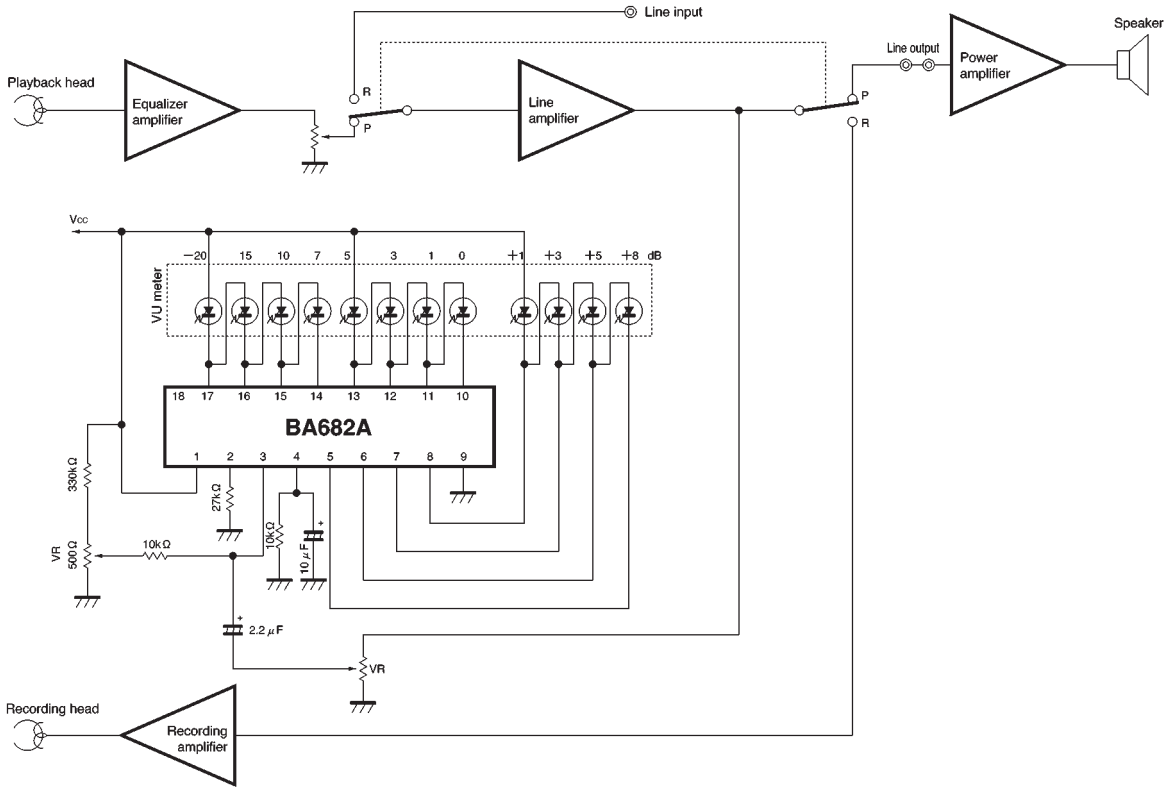 Line input
Speaker
Line output
Power
amplifier
Playback head
Equalizer
amplifier
R
P
Line
amplifier
P
R
Vcc
−20 15 10 7 5 3 1 0 +1 +3 +5 +8 dB
VU meter
18 17 16 15 14 13 12 11 10
BA682A
1 2 3 4 5 6 7 8 9
330kΩ
27kΩ
10kΩ
10μF
+
VR
500Ω
10kΩ
+
2.2μF
VR
Recording head
Recording
amplifier